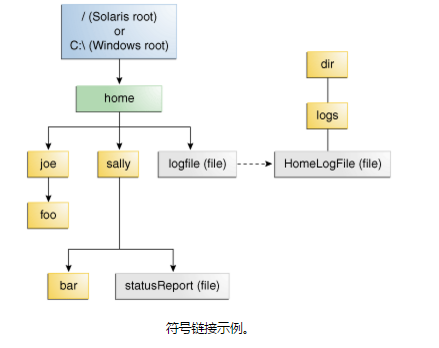 / (Solaris root)
or
C:\ (Windows root)
home
dir
logs
joe
sally
logfile (file)
HomeLogFile (file)
foo
bar
statusReport (file)
符号链接示例。